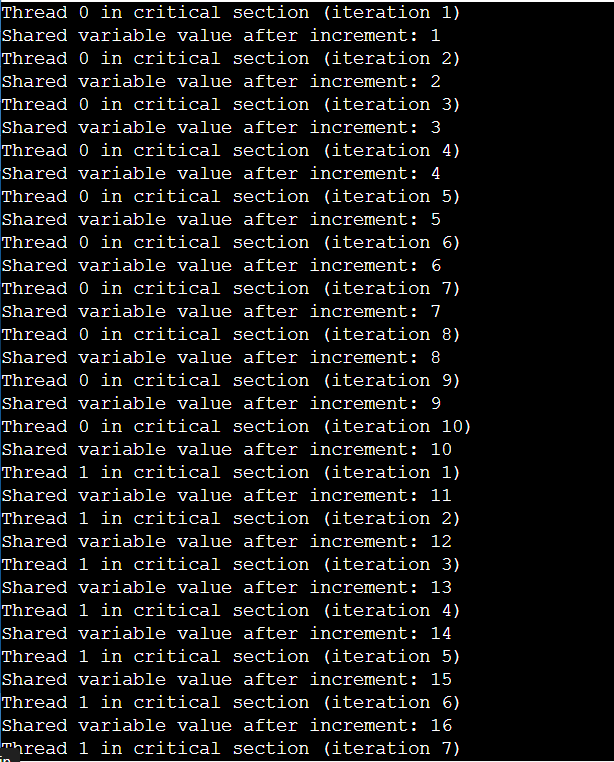 Thread 0 in critical section (iteration 1)
Shared variable value after increment: 1
Thread 0 in critical section (iteration 2)
Shared variable value after increment: 2
Thread 0 in critical section (iteration 3)
Shared variable value after increment: 3
Thread 0 in critical section (iteration 4)
Shared variable value after increment: 4
Thread 0 in critical section (iteration 5)
Shared variable value after increment: 5
Thread 0 in critical section (iteration 6)
Shared variable value after increment: 6
Thread 0 in critical section (iteration 7)
Shared variable value after increment: 7
Thread 0 in critical section (iteration 8)
Shared variable value after increment: 8
Thread 0 in critical section (iteration 9)
Shared variable value after increment: 9
Thread 0 in critical section (iteration 10)
Shared variable value after increment: 10
Thread 1 in critical section (iteration 1)
Shared variable value after increment: 11
Thread 1 in critical section (iteration 2)
Shared variable value after increment: 12
Thread 1 in critical section (iteration 3)
Shared variable value after increment: 13
Thread 1 in critical section (iteration 4)
Shared variable value after increment: 14
Thread 1 in critical section (iteration 5)
Shared variable value after increment: 15
Thread 1 in critical section (iteration 6)
Shared variable value after increment: 16
Thread 1 in critical section (iteration 7)